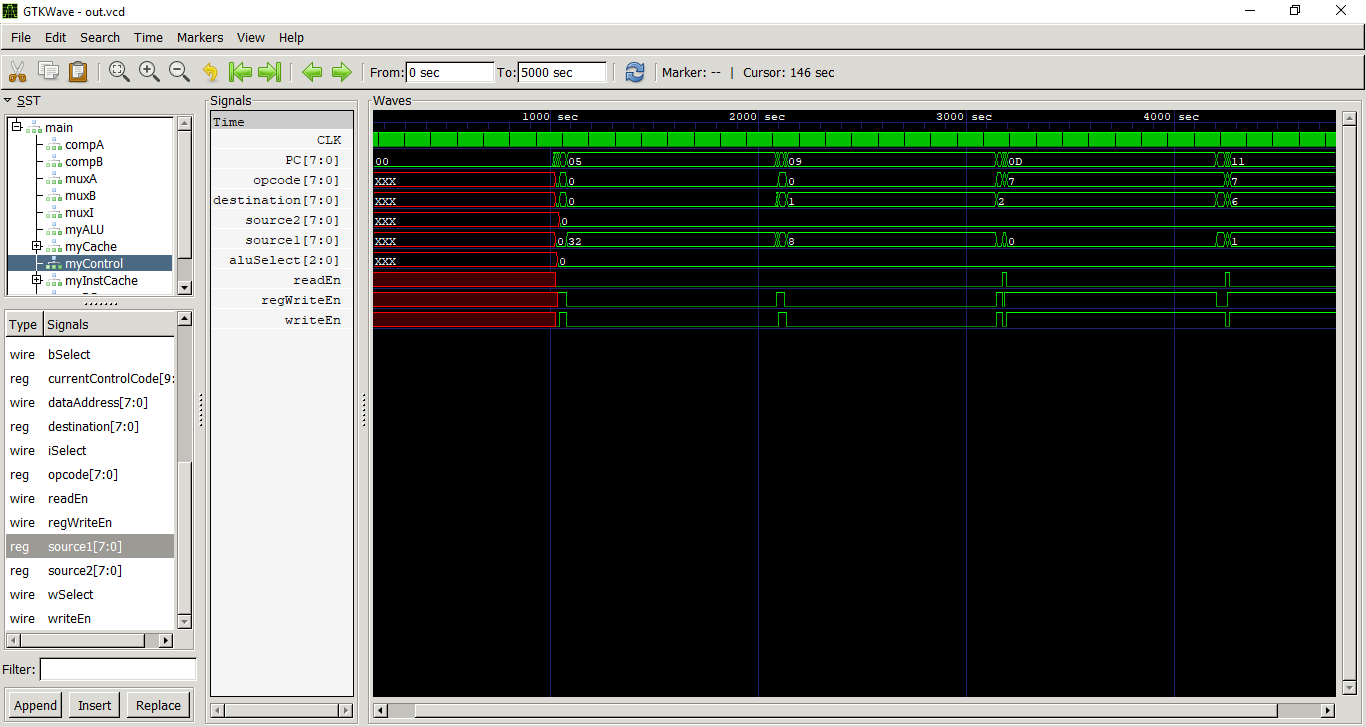 GTKWave - out.vcd
File Edit Search Time Markers View Help
From: 0 sec To: 5000 sec Marker: -- | Cursor: 146 sec
SST
main
compA
compB
muxA
muxB
muxI
myALU
myCache
myControl
myInstCache
Type Signals
wire bSelect
reg currentControlCode[9:
wire dataAddress[7:0]
reg destination[7:0]
wire iSelect
reg opcode[7:0]
wire readEn
wire regWriteEn
reg source1[7:0]
reg source2[7:0]
wire wSelect
wire writeEn
Filter:
Append Insert Replace
Signals
Time
CLK
PC[7:0]
opcode[7:0]
destination[7:0]
source2[7:0]
source1[7:0]
aluSelect[2:0]
readEn
regWriteEn
writeEn
Waves
1000 sec 2000 sec 3000 sec 4000 sec
00 05 09 0D 11
XXX 0 0 7 7
XXX 0 1 2 6
XXX 0
XXX 0 32 8 0 1
XXX 0